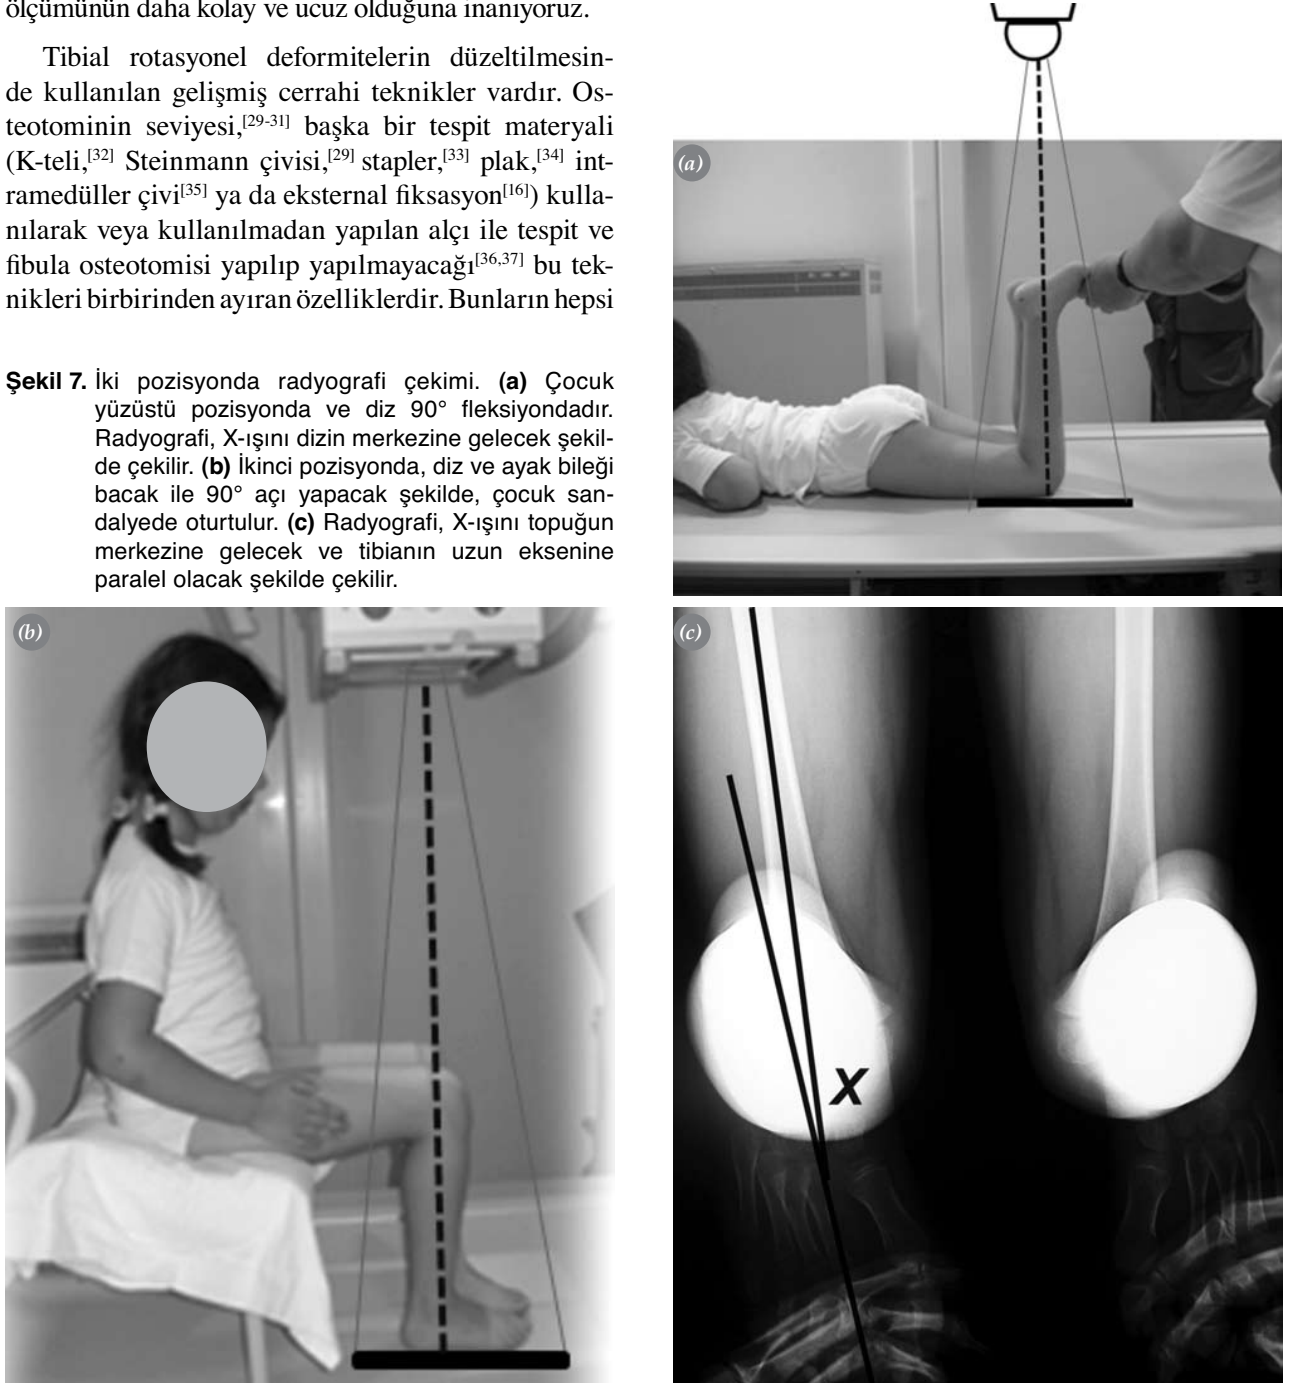 ölçümünün daha kolay ve ucuz olduğuna inanıyoruz.
Tibial rotasyonel deformitelerin düzeltilmesin-
de kullanılan gelişmiş cerrahi teknikler vardır. Os-
teotominin seviyesi,[29-31] başka bir tespit materyali
(K-teli,[32] Steinmann çivisi,[29] stapler,[33] plak,[34] int-
ramedüller çivi[35] ya da eksternal fiksasyon[16]) kulla-
nılarak veya kullanılmadan yapılan alçı ile tespit ve
fibula osteotomisi yapılıp yapılmayacağı[36,37] bu tek-
nikleri birbirinden ayıran özelliklerdir. Bunların hepsi
Şekil 7. İki pozisyonda radyografi çekimi. (a) Çocuk
yüzüstü pozisyonda ve diz 90° fleksiyondadır.
Radyografi, X-ışını dizin merkezine gelecek şekil-
de çekilir. (b) İkinci pozisyonda, diz ve ayak bileği
bacak ile 90° açı yapacak şekilde, çocuk san-
dalyede oturtulur. (c) Radyografi, X-ışını topuğun
merkezine gelecek ve tibianın uzun eksenine
paralel olacak şekilde çekilir.
(a)
(b)
(c)
X